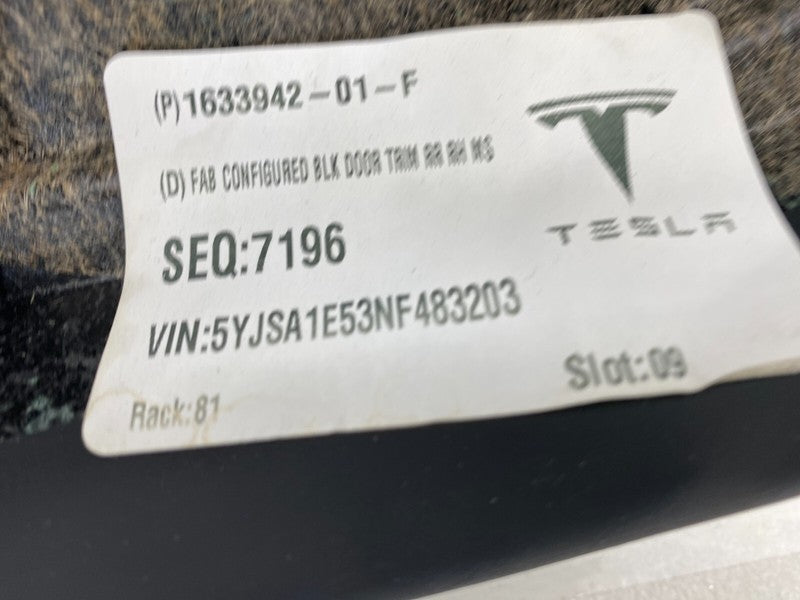 (P)1633942-01-F
(D) FAB CONFIGURED BLK DOOR TRIM RR RH MS
TESLA
SEQ:7196
VIN:5YJSA1E53NF483203
Slot:09
Rack:81